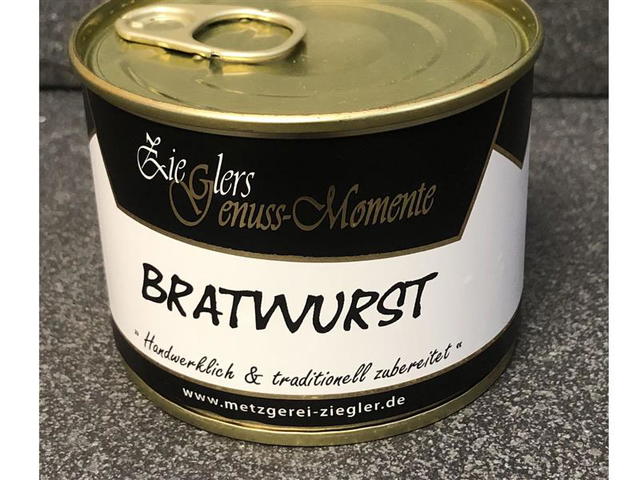 Zieglers
Genuss-Momente
BRATWURST
„Handwerklich & traditionell zubereitet“
www.metzgerei-ziegler.de